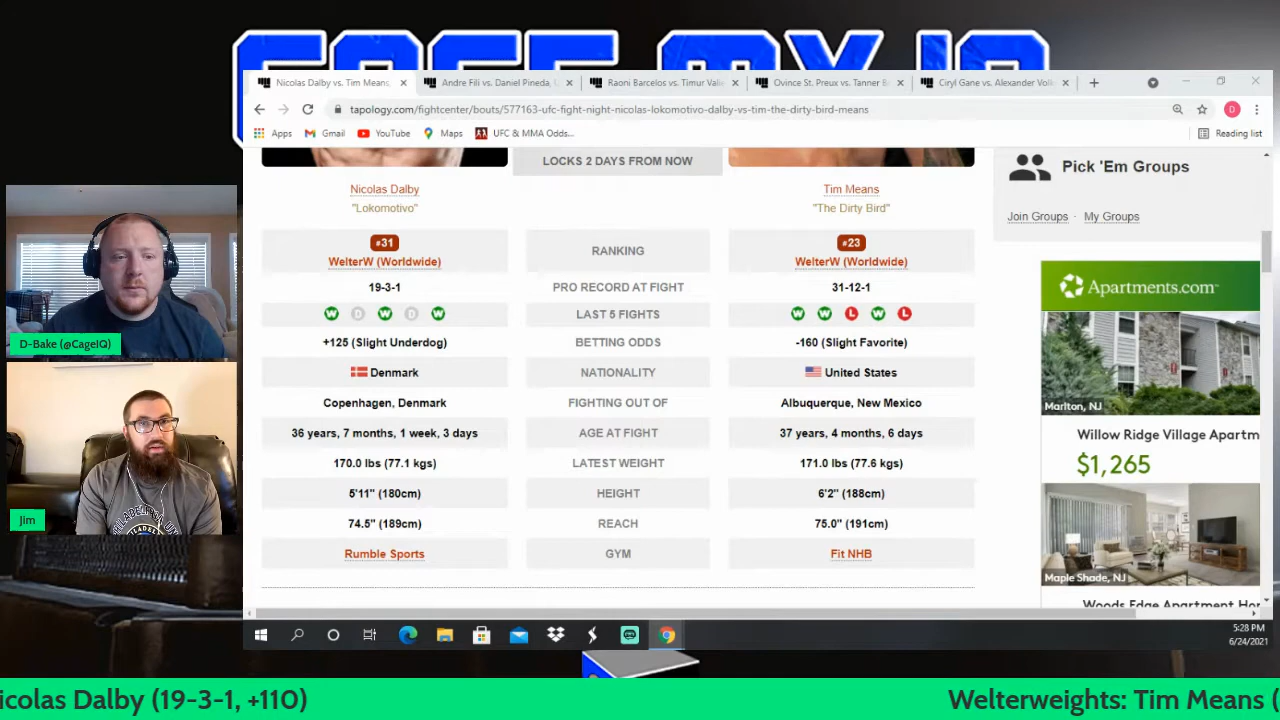 CAGE MY IQ
Nicolas Dalby vs. Tim Means,
Andre Fili vs. Daniel Pineda,
Raoni Barcelos vs. Timur Valie
Ovince St. Preux vs. Tanner B
Ciryl Gane vs. Alexander Volk
tapology.com/fightcenter/bouts/577163-ufc-fight-night-nicolas-lokomotivo-dalby-vs-tim-the-dirty-bird-means
D
Apps Gmail YouTube Maps UFC & MMA Odds... Reading list
LOCKS 2 DAYS FROM NOW
Nicolas Dalby Tim Means
"Lokomotivo" "The Dirty Bird"
#31 RANKING #23
WelterW (Worldwide) WelterW (Worldwide)
19-3-1 PRO RECORD AT FIGHT 31-12-1
W D W D W LAST 5 FIGHTS W W L W L
+125 (Slight Underdog) BETTING ODDS -160 (Slight Favorite)
Denmark NATIONALITY United States
Copenhagen, Denmark FIGHTING OUT OF Albuquerque, New Mexico
36 years, 7 months, 1 week, 3 days AGE AT FIGHT 37 years, 4 months, 6 days
170.0 lbs (77.1 kgs) LATEST WEIGHT 171.0 lbs (77.6 kgs)
5'11" (180cm) HEIGHT 6'2" (188cm)
74.5" (189cm) REACH 75.0" (191cm)
Rumble Sports GYM Fit NHB
Pick 'Em Groups
Join Groups · My Groups
Apartments.com
Marlton, NJ
Willow Ridge Village Apartm
$1,265
Maple Shade, NJ
Woods Edge Apartment Hor
D-Bake (@CageIQ)
Jim
5:28 PM
6/24/2021
icolas Dalby (19-3-1, +110) Welterweights: Tim Means (